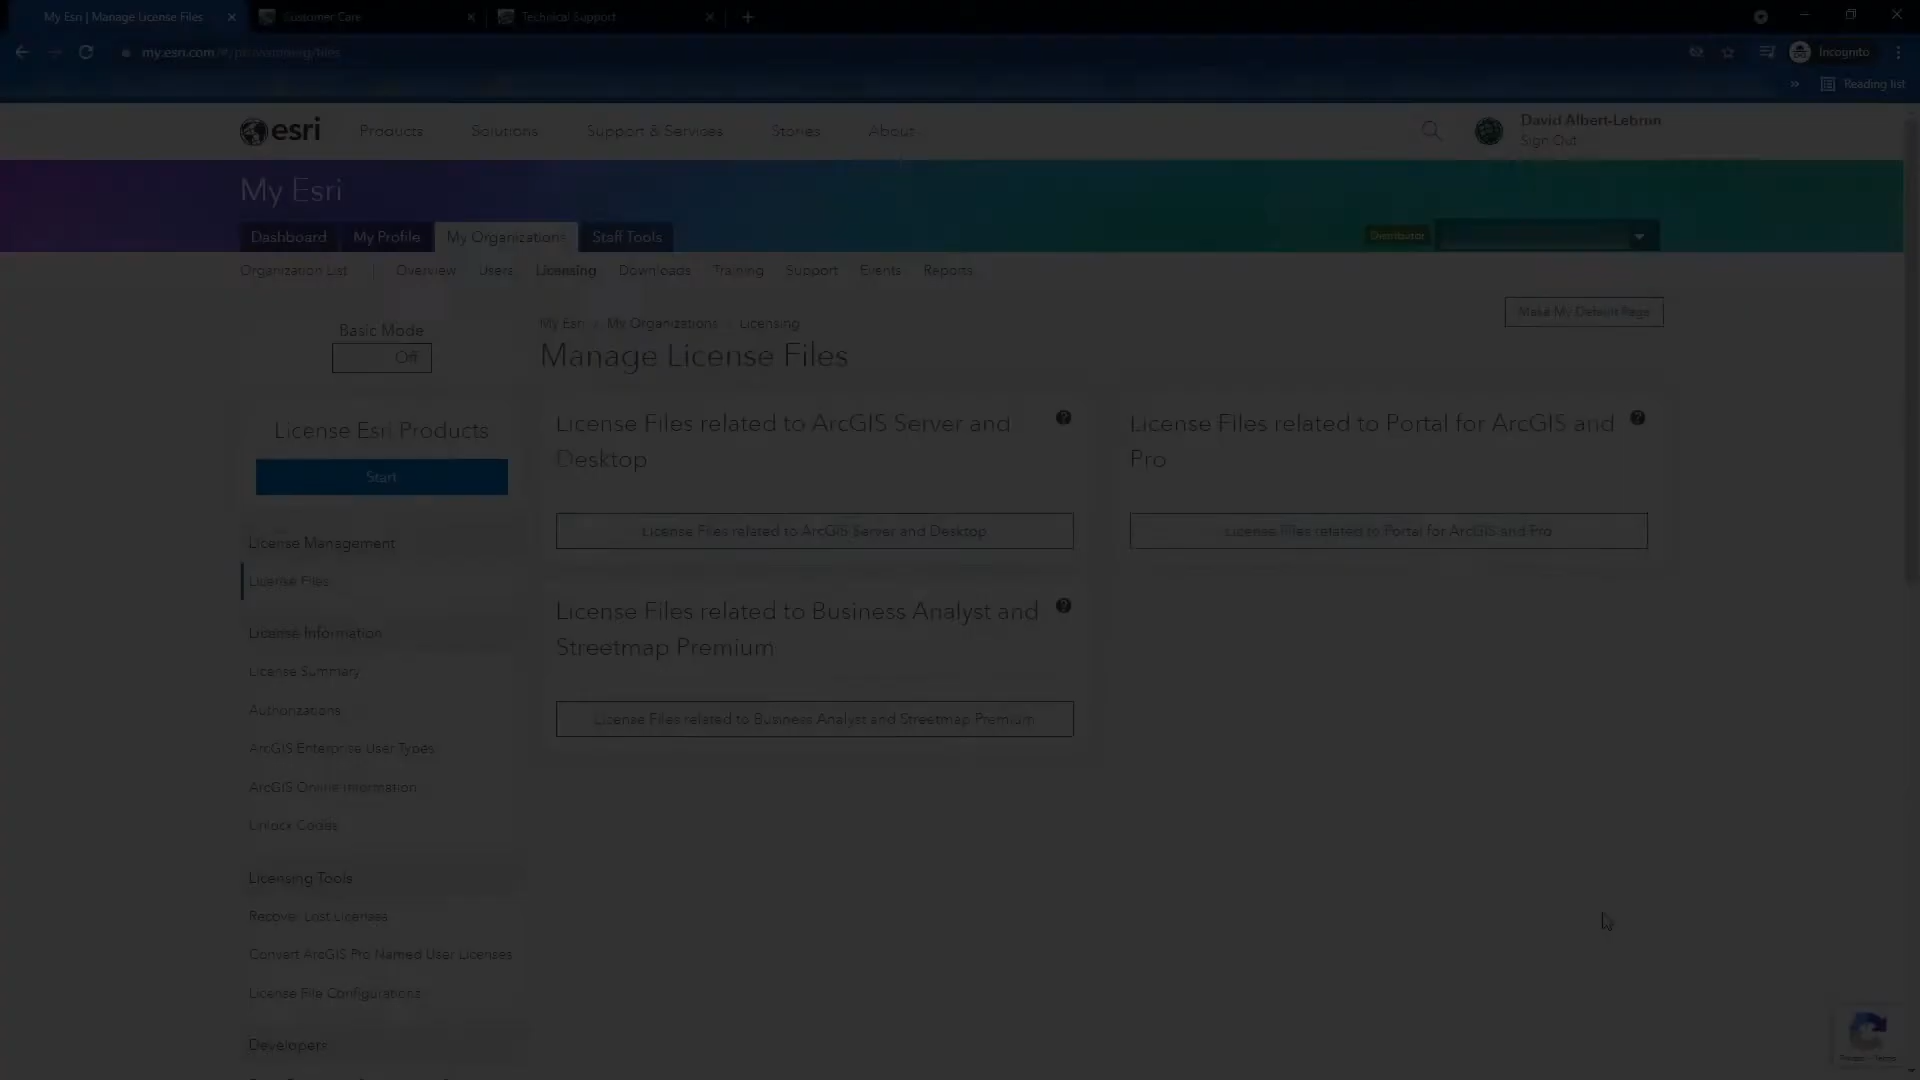 My Esri | Manage License Files
Customer Care
Technical Support
my.esri.com
Incognito
Reading list
esri
Products
Solutions
Support & Services
Stories
About
David Albert-Lebron
Sign Out
My Esri
Dashboard
My Profile
My Organizations
Staff Tools
Distributor
Organization List
Overview
Users
Licensing
Downloads
Training
Support
Events
Reports
Make My Default Page
Basic Mode
Off
My Esri
My Organizations
Licensing
Manage License Files
License Esri Products
Start
License Management
License Files
License Information
License Summary
Authorizations
ArcGIS Enterprise User Types
ArcGIS Online Information
Unlock Codes
Licensing Tools
Recover Lost Licenses
Convert ArcGIS Pro Named User Licenses
License File Configurations
Developers
License Files related to ArcGIS Server and
Desktop
License Files related to ArcGIS Server and Desktop
License Files related to Portal for ArcGIS and
Pro
License Files related to Portal for ArcGIS and Pro
License Files related to Business Analyst and
Streetmap Premium
License Files related to Business Analyst and Streetmap Premium
Privacy - Terms